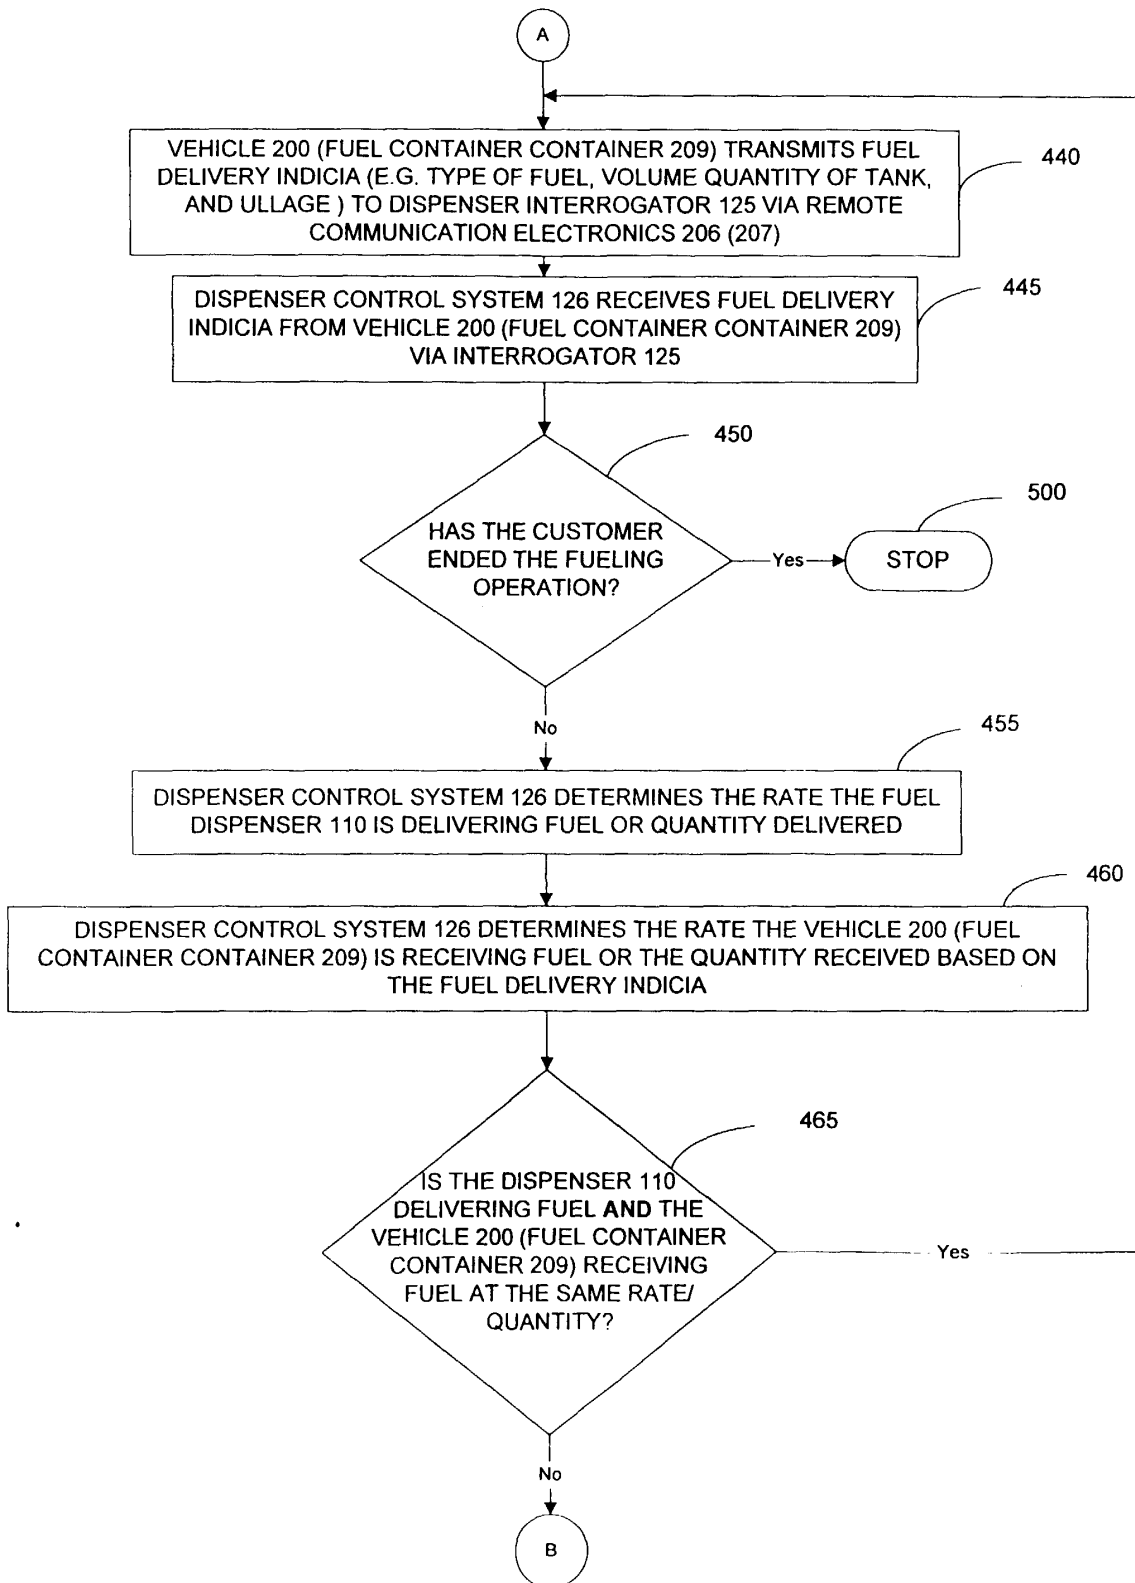 A
VEHICLE 200 (FUEL CONTAINER CONTAINER 209) TRANSMITS FUEL
DELIVERY INDICIA (E.G. TYPE OF FUEL, VOLUME QUANTITY OF TANK,
AND ULLAGE ) TO DISPENSER INTERROGATOR 125 VIA REMOTE
COMMUNICATION ELECTRONICS 206 (207)
440
DISPENSER CONTROL SYSTEM 126 RECEIVES FUEL DELIVERY
INDICIA FROM VEHICLE 200 (FUEL CONTAINER CONTAINER 209)
VIA INTERROGATOR 125
445
450
HAS THE CUSTOMER
ENDED THE FUELING
OPERATION?
Yes
500
STOP
No
455
DISPENSER CONTROL SYSTEM 126 DETERMINES THE RATE THE FUEL
DISPENSER 110 IS DELIVERING FUEL OR QUANTITY DELIVERED
460
DISPENSER CONTROL SYSTEM 126 DETERMINES THE RATE THE VEHICLE 200 (FUEL
CONTAINER CONTAINER 209) IS RECEIVING FUEL OR THE QUANTITY RECEIVED BASED ON
THE FUEL DELIVERY INDICIA
465
IS THE DISPENSER 110
DELIVERING FUEL AND THE
VEHICLE 200 (FUEL CONTAINER
CONTAINER 209) RECEIVING
FUEL AT THE SAME RATE/
QUANTITY?
Yes
No
B